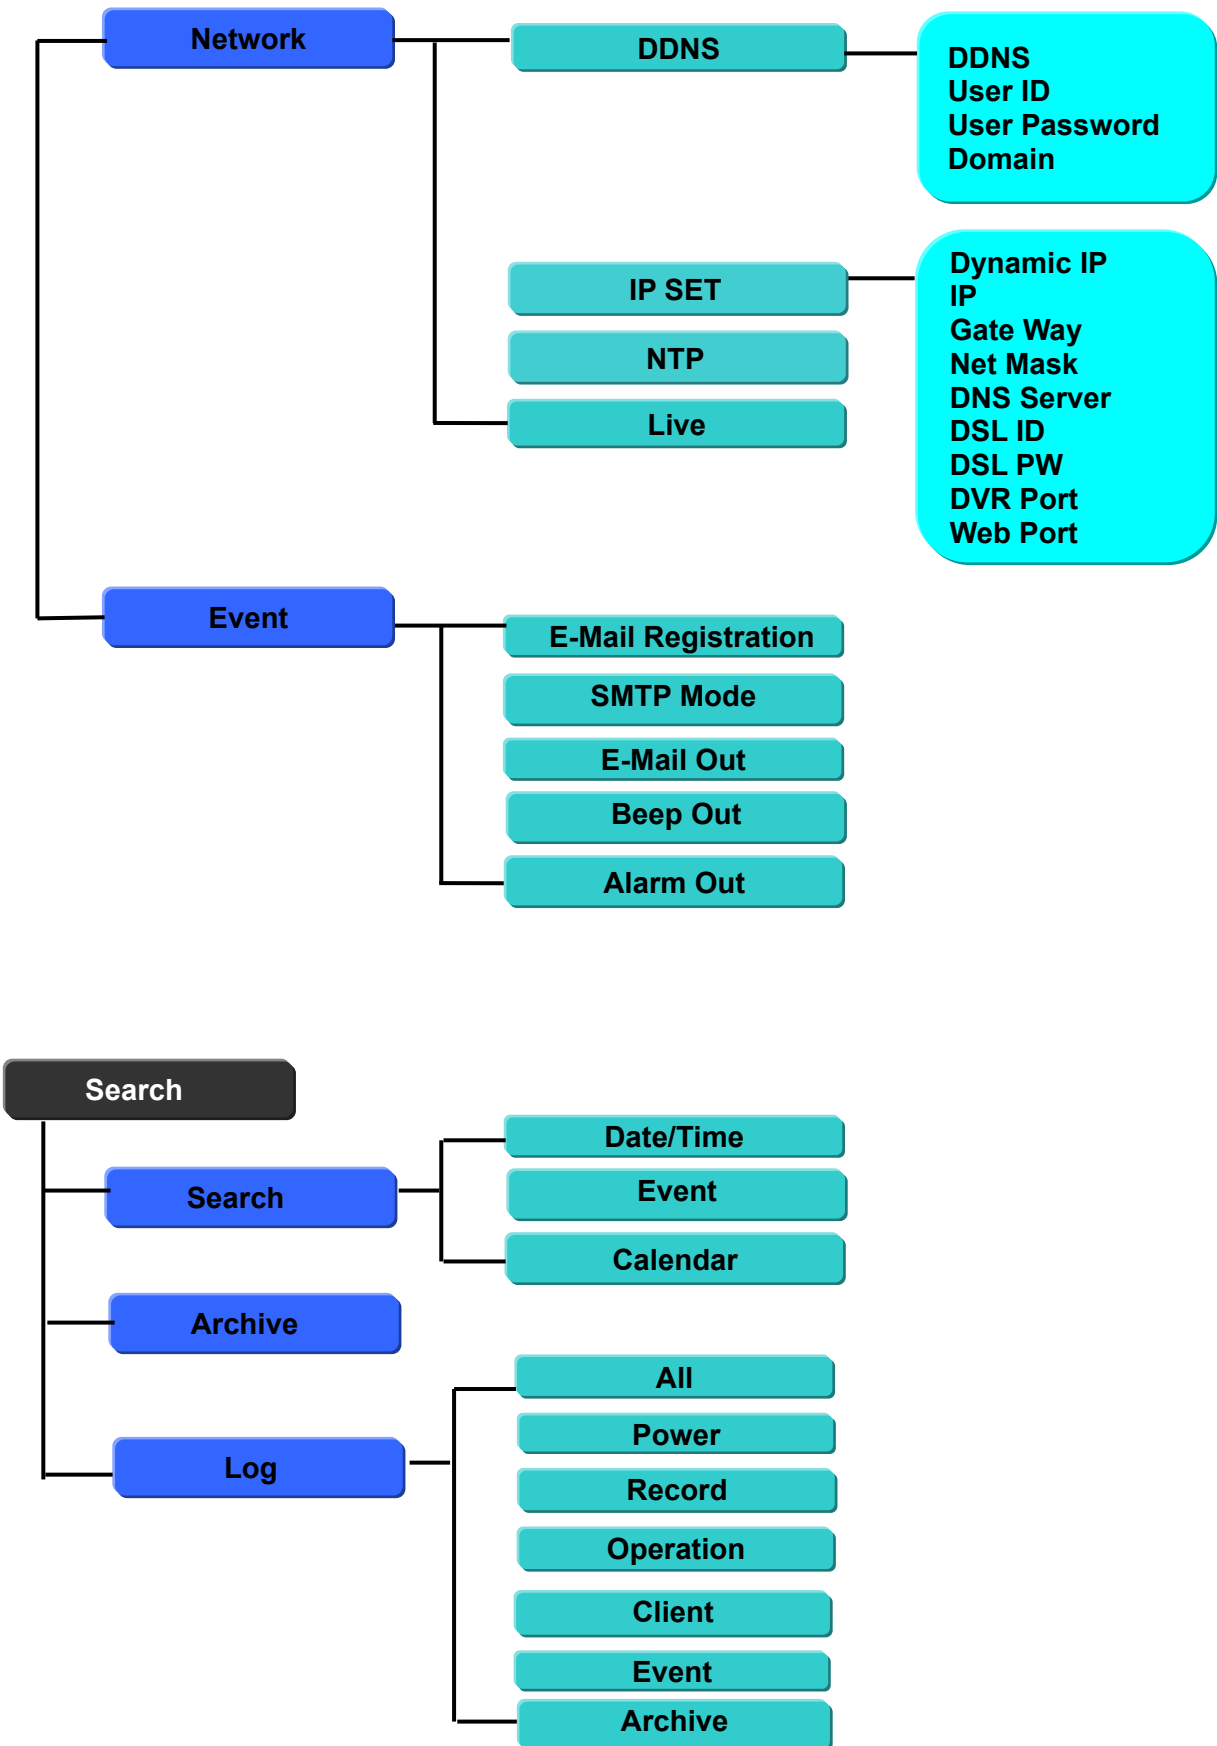 Network
DDNS
DDNS
User ID
User Password
Domain
IP SET
Dynamic IP
IP
Gate Way
Net Mask
DNS Server
DSL ID
DSL PW
DVR Port
Web Port
NTP
Live
Event
E-Mail Registration
SMTP Mode
E-Mail Out
Beep Out
Alarm Out
Search
Search
Date/Time
Event
Calendar
Archive
Log
All
Power
Record
Operation
Client
Event
Archive